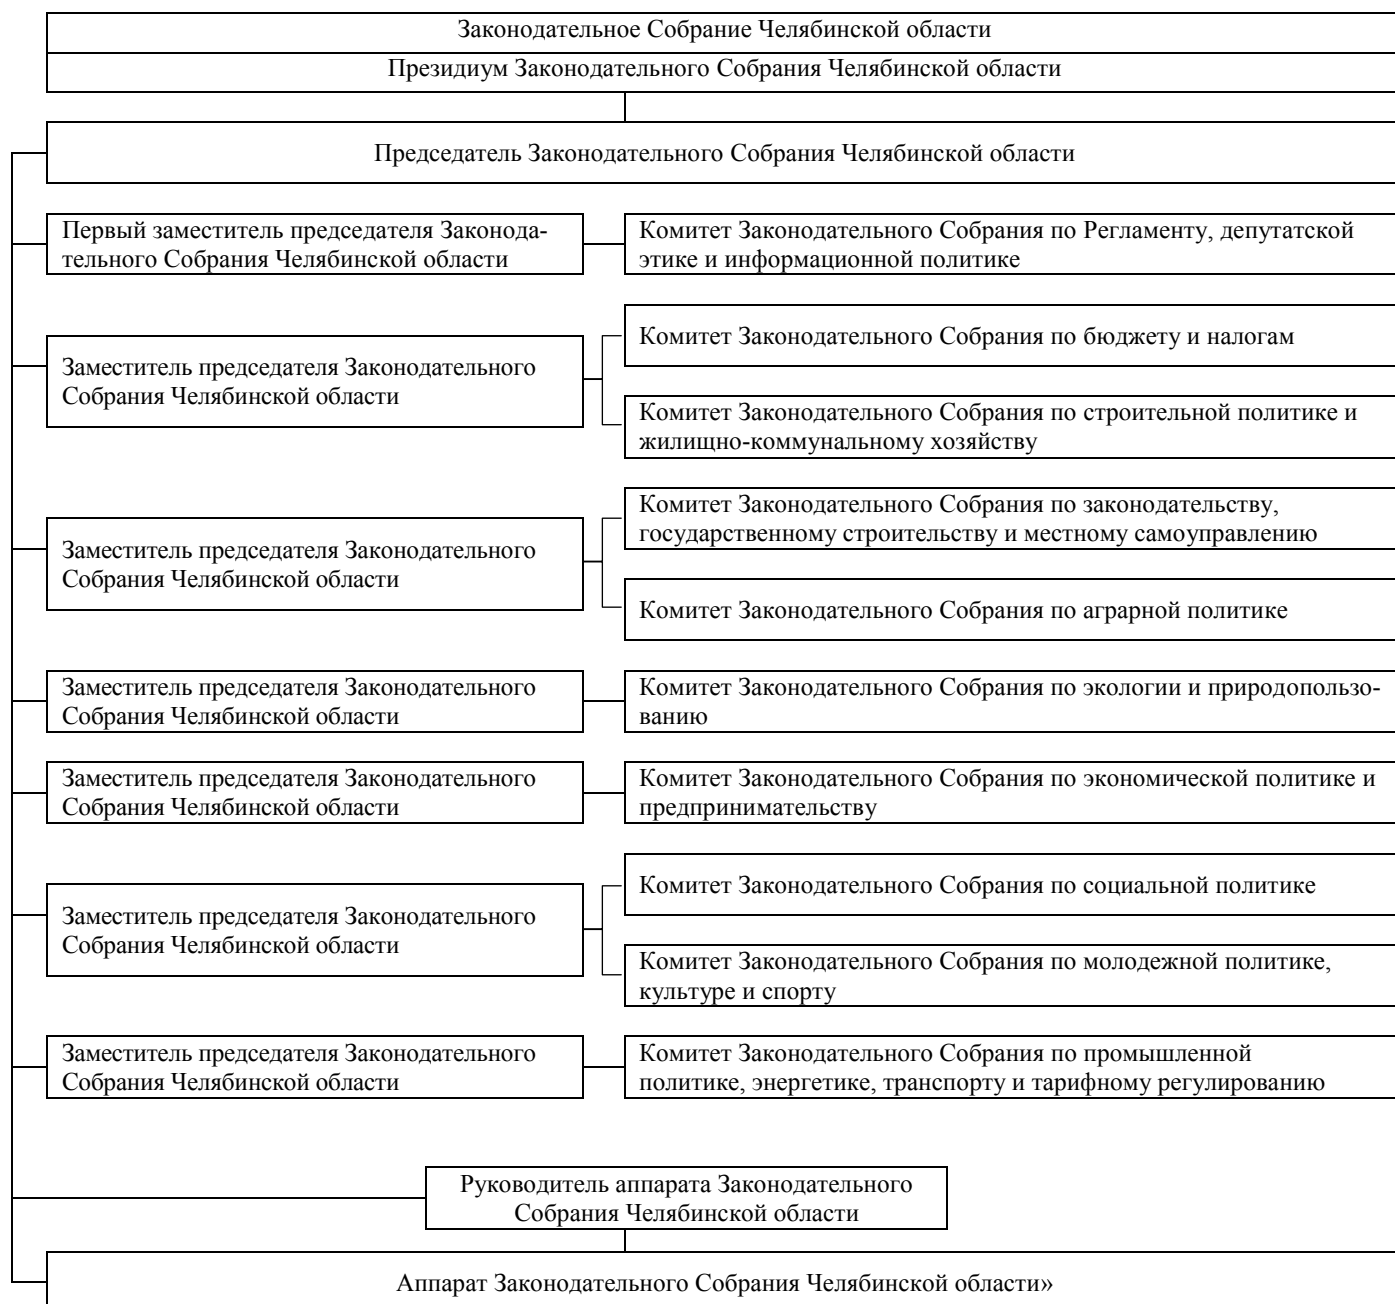 Законодательное Собрание Челябинской области
Президиум Законодательного Собрания Челябинской области
Председатель Законодательного Собрания Челябинской области
Первый заместитель председателя Законода-
тельного Собрания Челябинской области
Комитет Законодательного Собрания по Регламенту, депутатской
этике и информационной политике
Заместитель председателя Законодательного
Собрания Челябинской области
Комитет Законодательного Собрания по бюджету и налогам
Комитет Законодательного Собрания по строительной политике и
жилищно-коммунальному хозяйству
Заместитель председателя Законодательного
Собрания Челябинской области
Комитет Законодательного Собрания по законодательству,
государственному строительству и местному самоуправлению
Комитет Законодательного Собрания по аграрной политике
Заместитель председателя Законодательного
Собрания Челябинской области
Комитет Законодательного Собрания по экологии и природопользо-
ванию
Заместитель председателя Законодательного
Собрания Челябинской области
Комитет Законодательного Собрания по экономической политике и
предпринимательству
Заместитель председателя Законодательного
Собрания Челябинской области
Комитет Законодательного Собрания по социальной политике
Комитет Законодательного Собрания по молодежной политике,
культуре и спорту
Заместитель председателя Законодательного
Собрания Челябинской области
Комитет Законодательного Собрания по промышленной
политике, энергетике, транспорту и тарифному регулированию
Руководитель аппарата Законодательного
Собрания Челябинской области
Аппарат Законодательного Собрания Челябинской области»